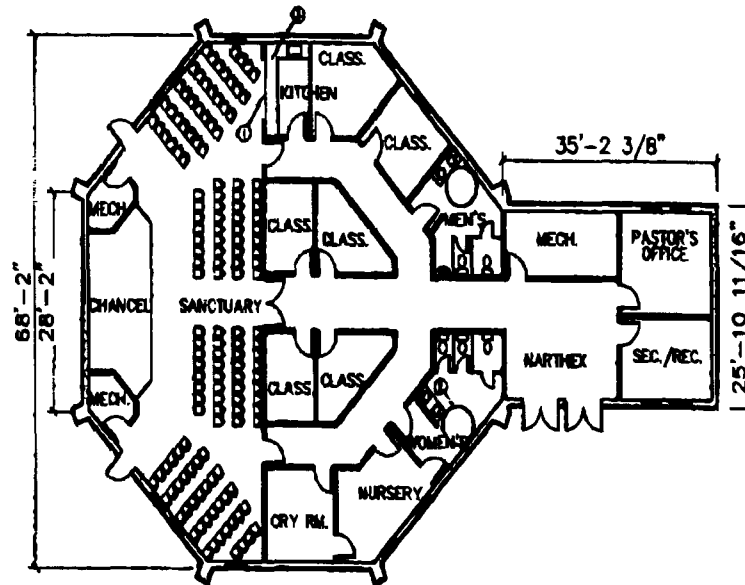 CLASS.
KITCHEN
CLASS.
35'-2 3/8"
MECH
MEN'S
CLASS.
CLASS.
MECH.
PASTOR'S
OFFICE
68'-2"
28'-2"
CHANCEL
SANCTUARY
25'-10 11/16"
CLASS.
CLASS.
NARTHEX
SEC./REC.
MECH.
WOMEN'S
NURSERY
CRY RM.